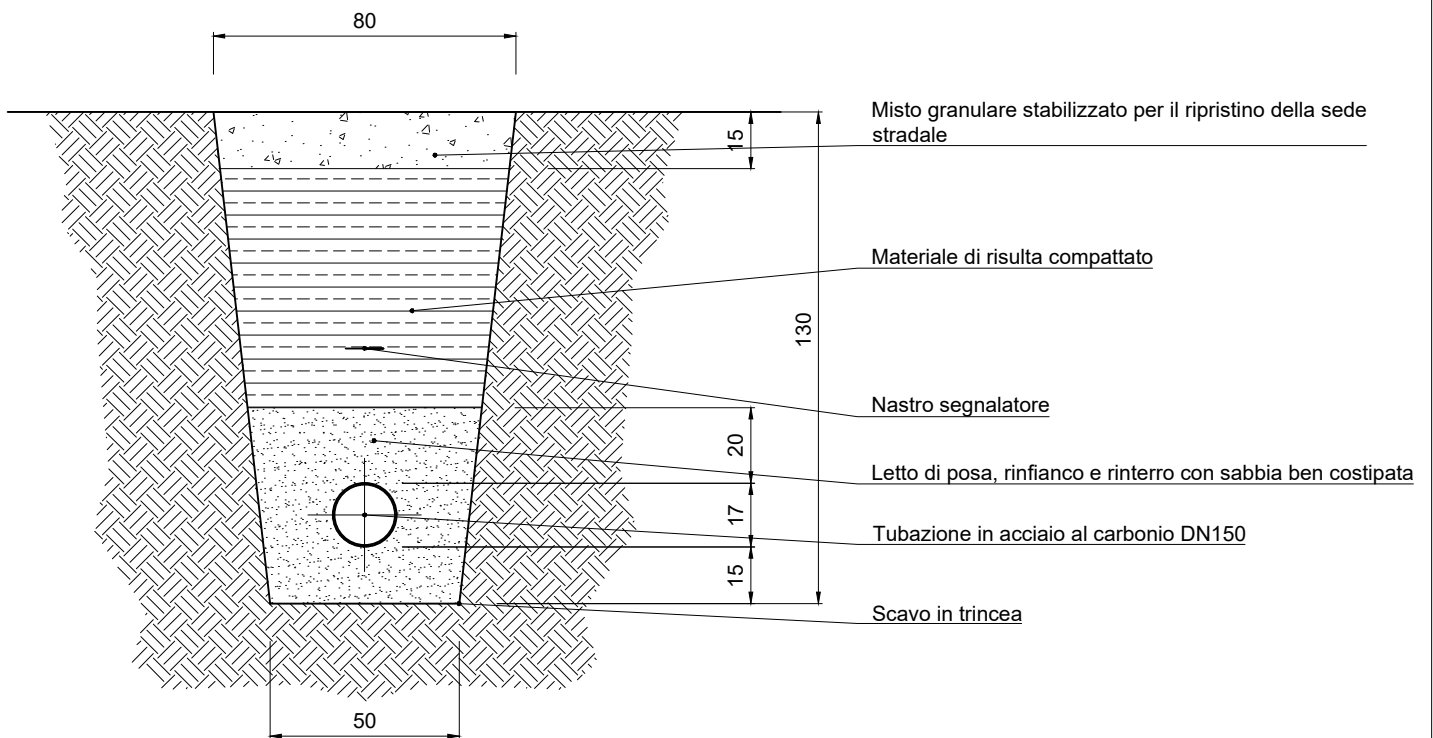 80
Misto granulare stabilizzato per il ripristino della sede
stradale
15
Materiale di risulta compattato
130
Nastro segnalatore
20
Letto di posa, rinfianco e rinterro con sabbia ben costipata
17
Tubazione in acciaio al carbonio DN150
15
Scavo in trincea
50